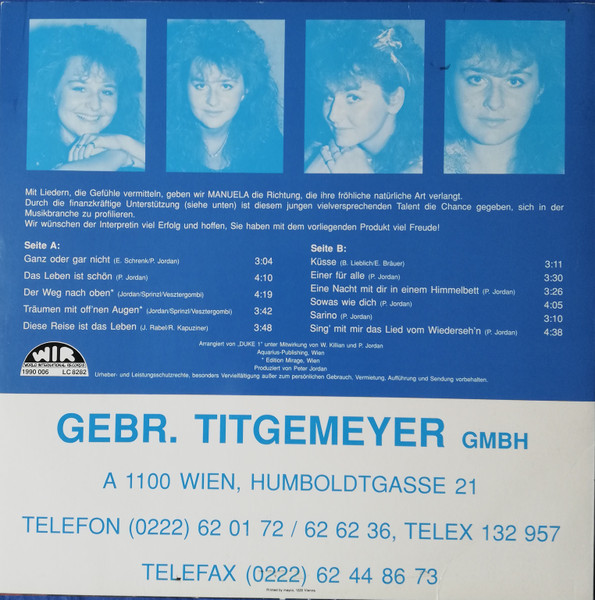 Mit Liedern, die Gefühle vermitteln, geben wir MANUELA die Richtung, die ihre fröhliche natürliche Art verlangt.
Durch die finanzkräftige Unterstützung (siehe unten) ist diesem jungen vielversprechenden Talent die Chance gegeben, sich in der
Musikbranche zu profilieren.
Wir wünschen der Interpretin viel Erfolg und hoffen, Sie haben mit dem vorliegenden Produkt viel Freude!
Seite A:
Ganz oder gar nicht (E. Schrenk/P. Jordan) 3:04
Das Leben ist schön (P. Jordan) 4:10
Der Weg nach oben* (Jordan/Sprinzl/Vesztergombi) 4:19
Träumen mit off'nen Augen* (Jordan/Sprinzl/Vesztergombi) 3:42
Diese Reise ist das Leben (J. Rabel/R. Kapuziner) 3:48
Seite B:
Küsse (B. Lieblich/E. Bräuer) 3:11
Einer für alle (P. Jordan) 3:30
Eine Nacht mit dir in einem Himmelbett (P. Jordan) 3:26
Sowas wie dich (P. Jordan) 4:05
Sarino (P. Jordan) 3:10
Sing' mit mir das Lied vom Wiederseh'n (P. Jordan) 4:38
Arrangiert von „DUKE 1" unter Mitwirkung von W. Killian und P. Jordan
Aquarius-Publishing, Wien
* Edition Mirage, Wien
Produziert von Peter Jordan
Urheber- und Leistungsschutzrechte, besonders Vervielfältigung außer zum persönlichen Gebrauch, Vermietung, Aufführung und Sendung vorbehalten.
WIR
WORLD INTERNATIONAL RECORDS
1990 006 LC 8282
GEBR. TITGEMEYER GMBH
A 1100 WIEN, HUMBOLDTGASSE 21
TELEFON (0222) 62 01 72 / 62 62 36, TELEX 132 957
TELEFAX (0222) 62 44 86 73